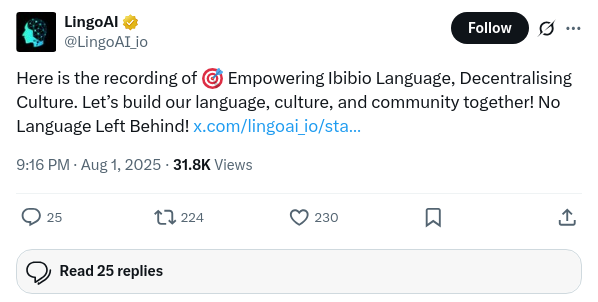 LingoAI
@LingoAI_io
Follow
Here is the recording of 🎯 Empowering Ibibio Language, Decentralising
Culture. Let’s build our language, culture, and community together! No
Language Left Behind! x.com/lingoai_io/sta…
9:16 PM · Aug 1, 2025 · 31.8K Views
25 224 230
Read 25 replies